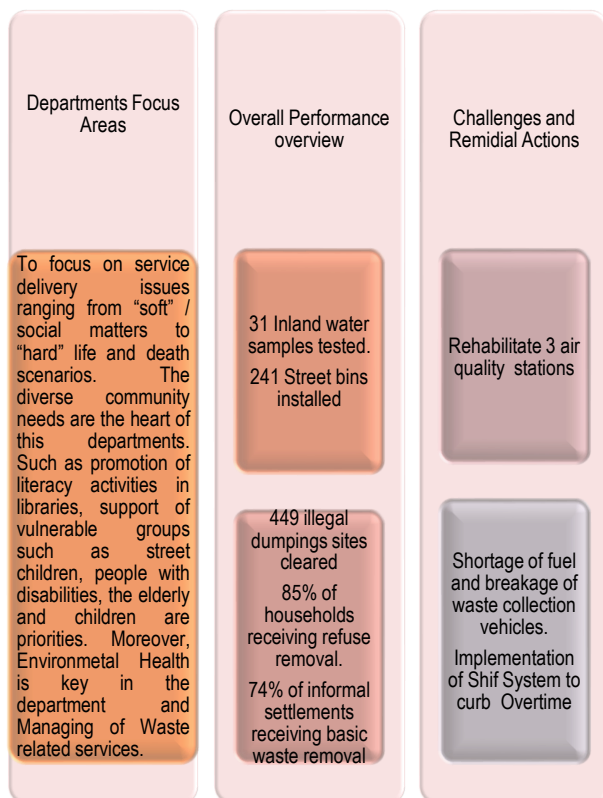 Departments Focus
Areas
To focus on service
delivery issues
ranging from “soft” /
social matters to
“hard” life and death
scenarios. The
diverse community
needs are the heart of
this departments.
Such as promotion of
literacy activities in
libraries, support of
vulnerable groups
such as street
children, people with
disabilities, the elderly
and children are
priorities. Moreover,
Environmetal Health
is key in the
department and
Managing of Waste
related services.
Overall Performance
overview
31 Inland water
samples tested.
241 Street bins
installed
449 illegal
dumpings sites
cleared
85% of
households
receiving refuse
removal.
74% of informal
settlements
receiving basic
waste removal
Challenges and
Remidial Actions
Rehabilitate 3 air
quality stations
Shortage of fuel
and breakage of
waste collection
vehicles.
Implementation
of Shif System to
curb Overtime